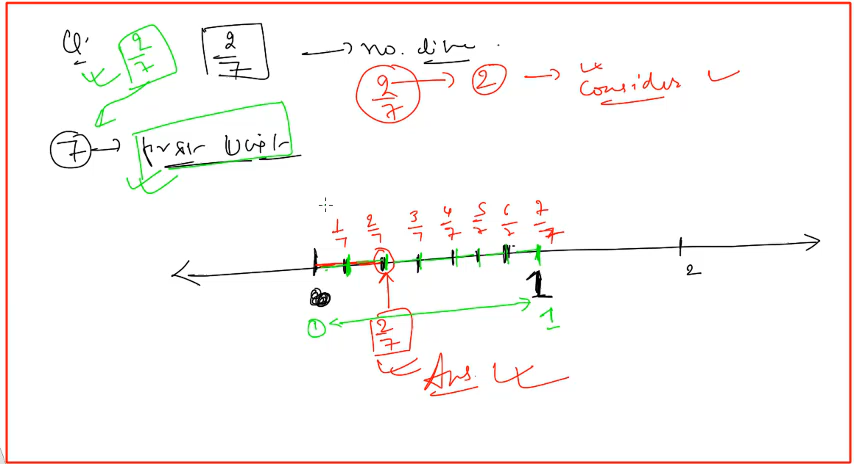 Q. 2/7 2/7 → no. line.
2/7 → 2 → Consider
7 → first Unit
1/7 2/7 3/7 4/7 5/7 6/7 7/7
0 1 2
0 1
2/7
Ans.